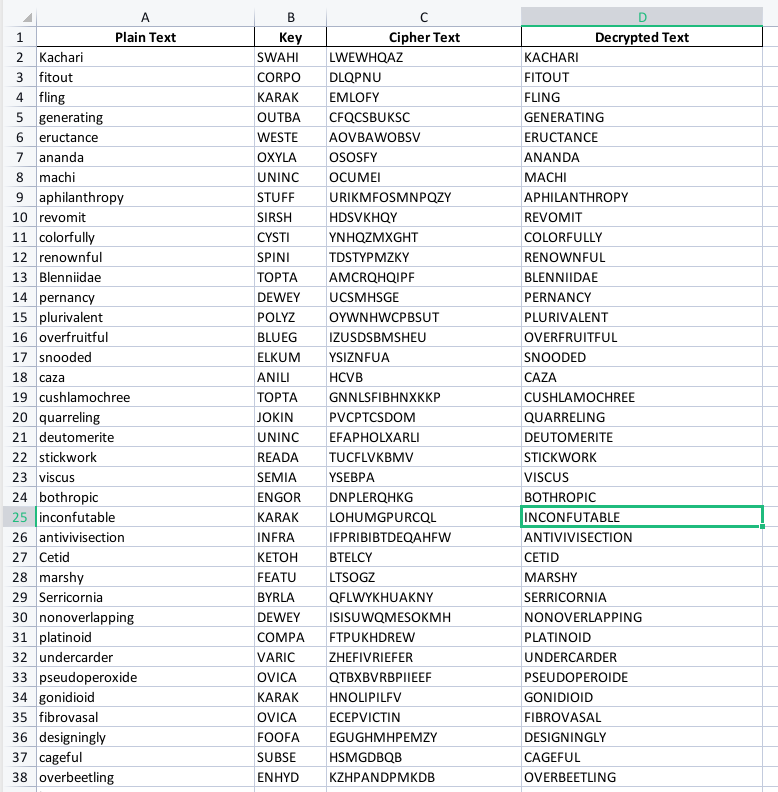 A B C D
1 Plain Text Key Cipher Text Decrypted Text
2 Kachari SWAHI LWEWHQAZ KACHARI
3 fitout CORPO DLQPNU FITOUT
4 fling KARAK EMLOFY FLING
5 generating OUTBA CFQCSBUKSC GENERATING
6 eructance WESTE AOVBAWOBSV ERUCTANCE
7 ananda OXYLA OSOSFY ANANDA
8 machi UNINC OCUMEI MACHI
9 aphilanthropy STUFF URIKMFOSMNPQZY APHILANTHROPY
10 revomit SIRSH HDSVKHQY REVOMIT
11 colorfully CYSTI YNHQZMXGHT COLORFULLY
12 renownful SPINI TDSTYPMZKY RENOWNFUL
13 Blenniidae TOPTA AMCRQHQIPF BLENNIIDAE
14 pernancy DEWEY UCSMHSGE PERNANCY
15 plurivalent POLYZ OYWNHWCPBSUT PLURIVALENT
16 overfruitful BLUEG IZUSDSBMSHEU OVERFRUITFUL
17 snooded ELKUM YSIZNFUA SNOODED
18 caza ANILI HCVB CAZA
19 cushlamochree TOPTA GNNLSFIBHNXKKP CUSHLAMOCHREE
20 quarreling JOKIN PVCPTCSDOM QUARRELING
21 deutomerite UNINC EFAPHOLXARLI DEUTOMERITE
22 stickwork READA TUCFLVKBMV STICKWORK
23 viscus SEMIA YSEBPA VISCUS
24 bothropic ENGOR DNPLERQHKG BOTHROPIC
25 inconfutable KARAK LOHUMGPURCQL INCONFUTABLE
26 antivivisection INFRA IFPRIBIBTDEQAHFW ANTIVIVISECTION
27 Cetid KETOH BTELCY CETID
28 marshy FEATU LTSOGZ MARSHY
29 Serricornia BYRLA QFLWYKHUAKNY SERRICORNIA
30 nonoverlapping DEWEY ISISUWQMESOKMH NONOVERLAPPING
31 platinoid COMPA FTPUKHDREW PLATINOID
32 undercarder VARIC ZHEFIVRIEFER UNDERCARDER
33 pseudoperoxide OVICA QTBXBVRBPIIEEF PSEUDOPEROIDE
34 gonidioid KARAK HNOLIPILFV GONIDIOID
35 fibrovasal OVICA ECEPVICTIN FIBROVASAL
36 designingly FOOFA EGUGHMHPEMZY DESIGNINGLY
37 cageful SUBSE HSMGDBQB CAGEFUL
38 overbeetling ENHYD KZHPANDPMKDB OVERBEETLING